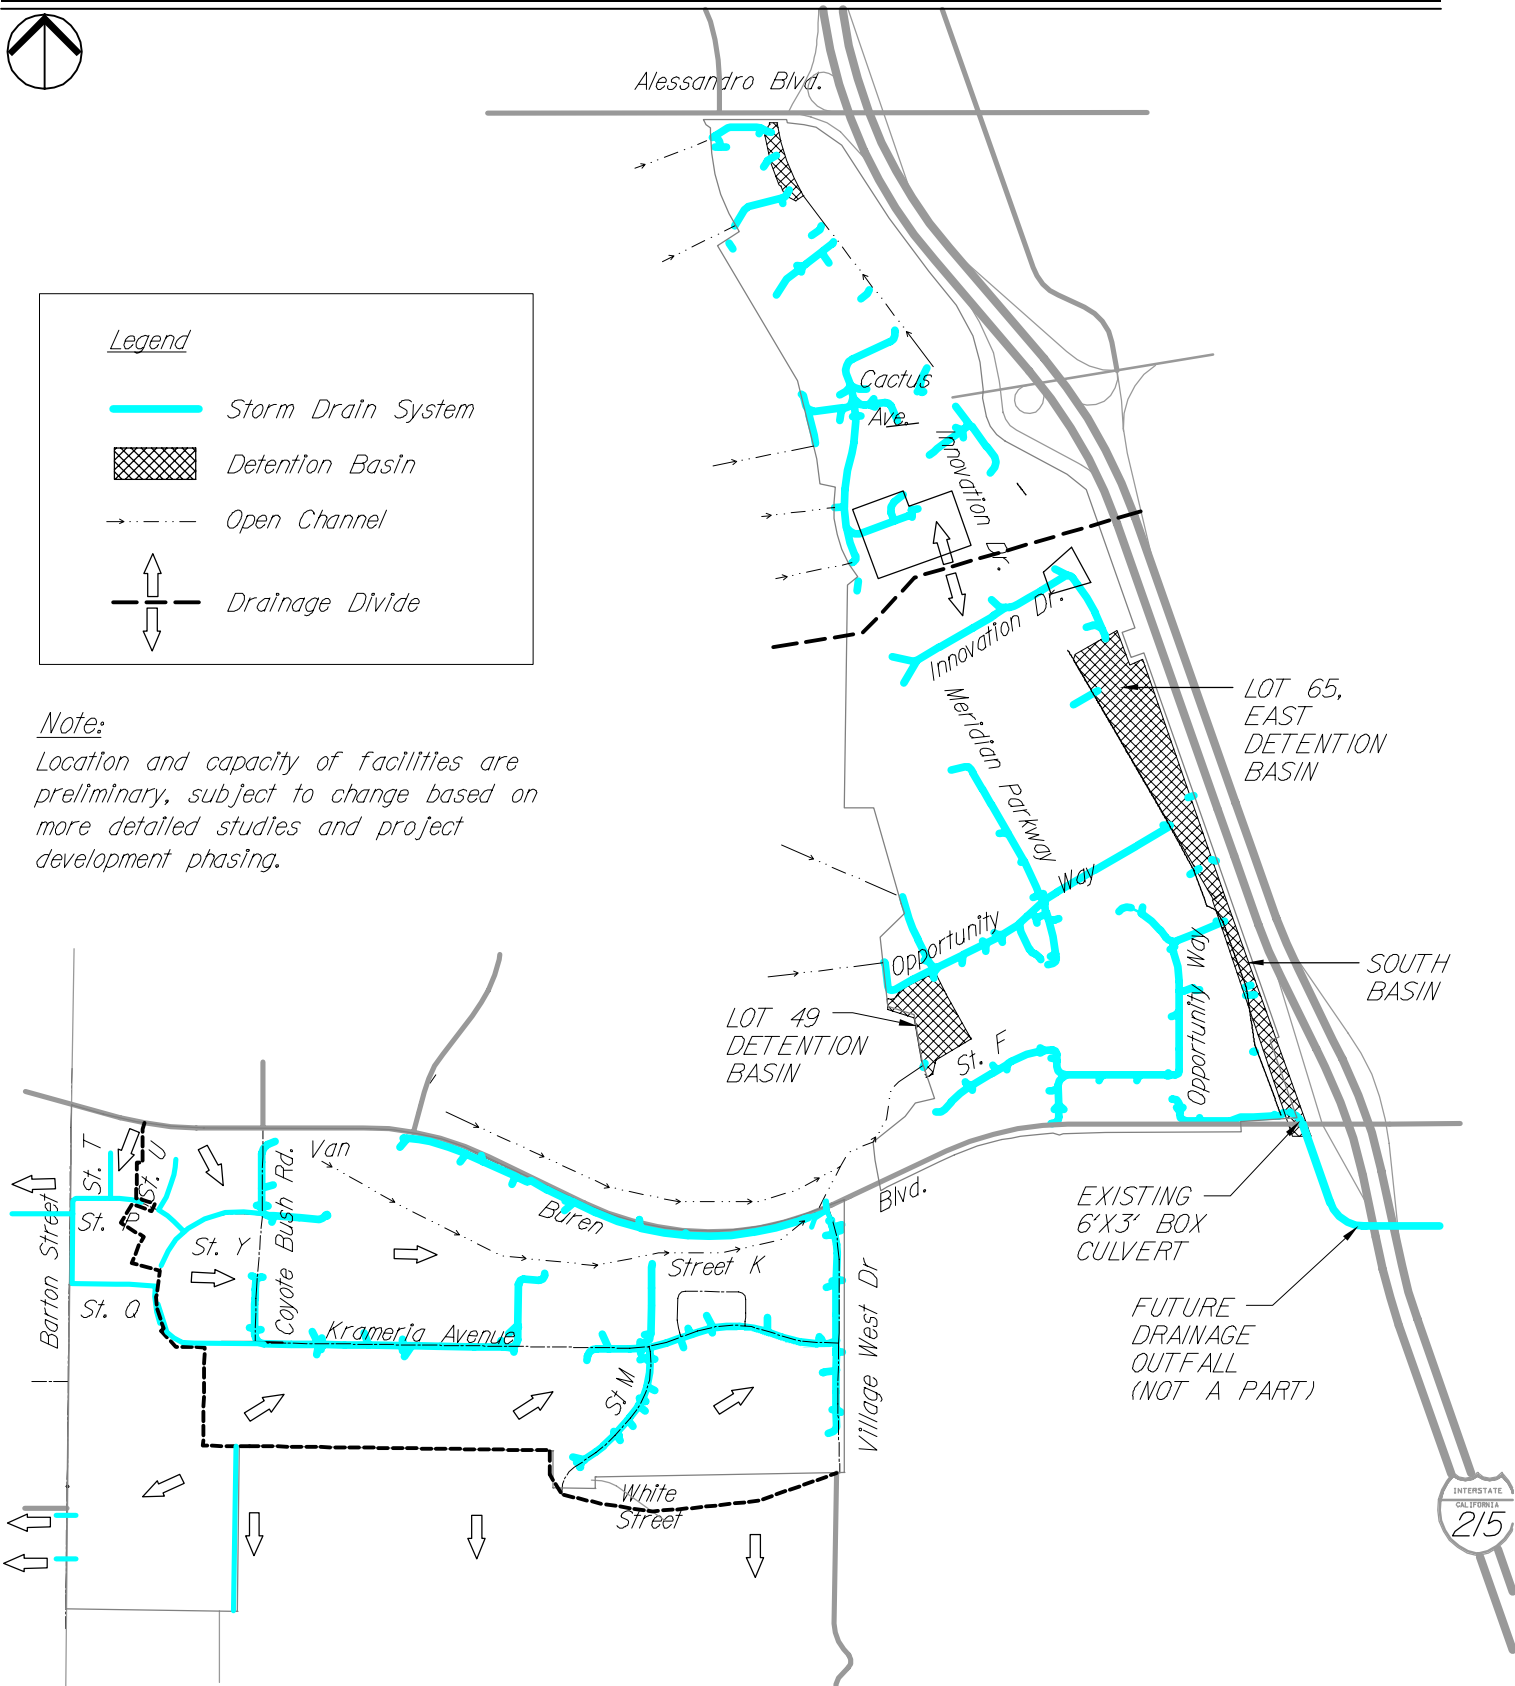 Alessandro Blvd.
Legend
Storm Drain System
Detention Basin
Open Channel
Drainage Divide
Note:
Location and capacity of facilities are
preliminary, subject to change based on
more detailed studies and project
development phasing.
Cactus
Ave.
Innovation Dr.
Innovation Dr.
Meridian Parkway
LOT 65,
EAST
DETENTION
BASIN
Opportunity Way
Opportunity Way
SOUTH
BASIN
LOT 49
DETENTION
BASIN
St. F
Van
Buren
Blvd.
St. T
St. U
St. P
St. Y
St. Q
Barton Street
Coyote Bush Rd.
Krameria Avenue
Street K
St M
Village West Dr
White
Street
EXISTING
6'X3' BOX
CULVERT
FUTURE
DRAINAGE
OUTFALL
(NOT A PART)
INTERSTATE
CALIFORNIA
215